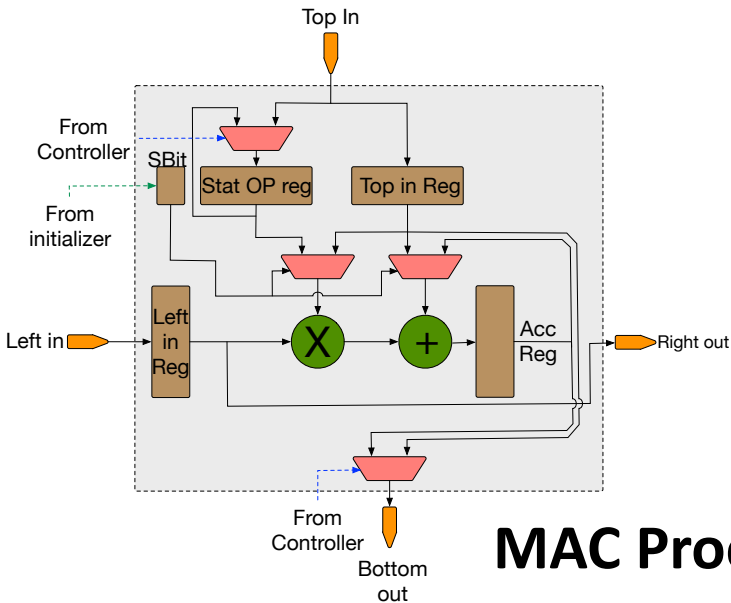 Top In
From
Controller
SBit
Stat OP reg
Top in Reg
From
initializer
Left in
Left
in
Reg
X
+
Acc
Reg
Right out
From
Controller
Bottom
out
MAC